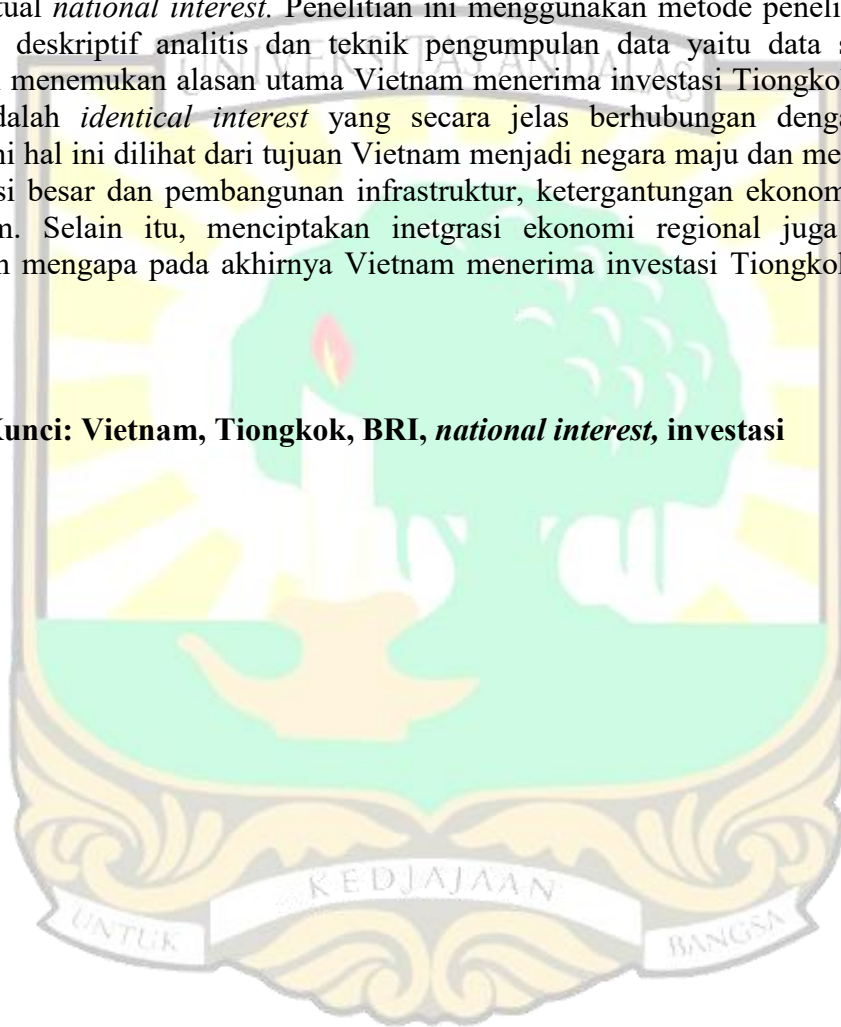 tual national interest. Penelitian ini menggunakan metode peneli
deskriptif analitis dan teknik pengumpulan data yaitu data s
menemukan alasan utama Vietnam menerima investasi Tiongko
dalah identical interest yang secara jelas berhubungan denga
ni hal ini dilihat dari tujuan Vietnam menjadi negara maju dan me
si besar dan pembangunan infrastruktur, ketergantungan ekonom
m. Selain itu, menciptakan inetgrasi ekonomi regional juga
n mengapa pada akhirnya Vietnam menerima investasi Tiongkol
Kunci: Vietnam, Tiongkok, BRI, national interest, investasi
UNIVERSITAS ANDALAS
UNTUK KEDJAJAAN BANGSA